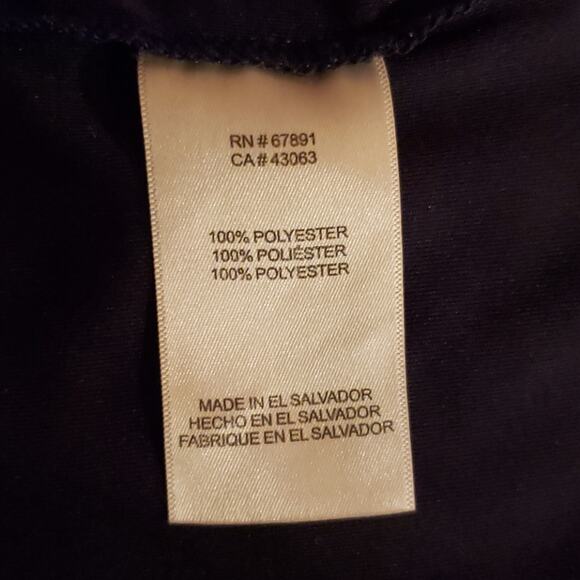 RN # 67891
CA # 43063
100% POLYESTER
100% POLIÉSTER
100% POLYESTER
MADE IN EL SALVADOR
HECHO EN EL SALVADOR
FABRIQUE EN EL SALVADOR